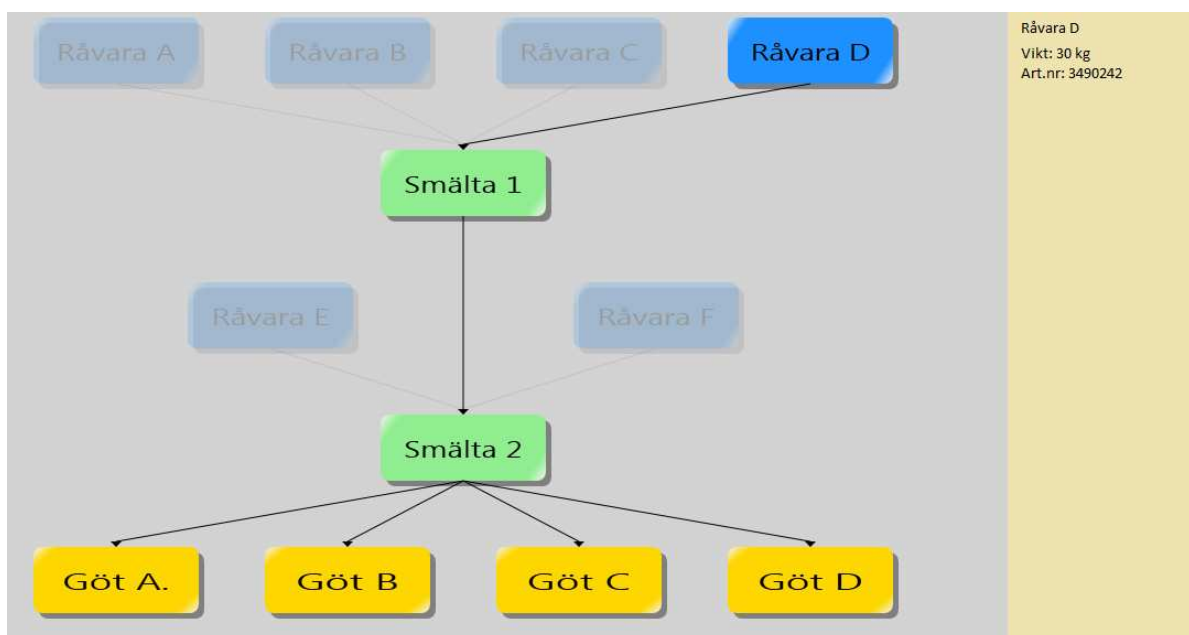 Råvara A
Råvara B
Råvara C
Råvara D
Smälta 1
Råvara E
Råvara F
Smälta 2
Göt A.
Göt B
Göt C
Göt D
Råvara D
Vikt: 30 kg
Art.nr: 3490242